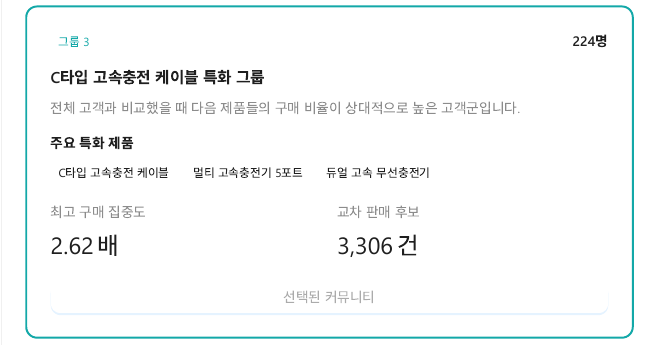 그룹 3 224명
C타입 고속충전 케이블 특화 그룹
전체 고객과 비교했을 때 다음 제품들의 구매 비율이 상대적으로 높은 고객군입니다.
주요 특화 제품
C타입 고속충전 케이블 멀티 고속충전기 5포트 듀얼 고속 무선충전기
최고 구매 집중도 교차 판매 후보
2.62 배 3,306 건
선택된 커뮤니티